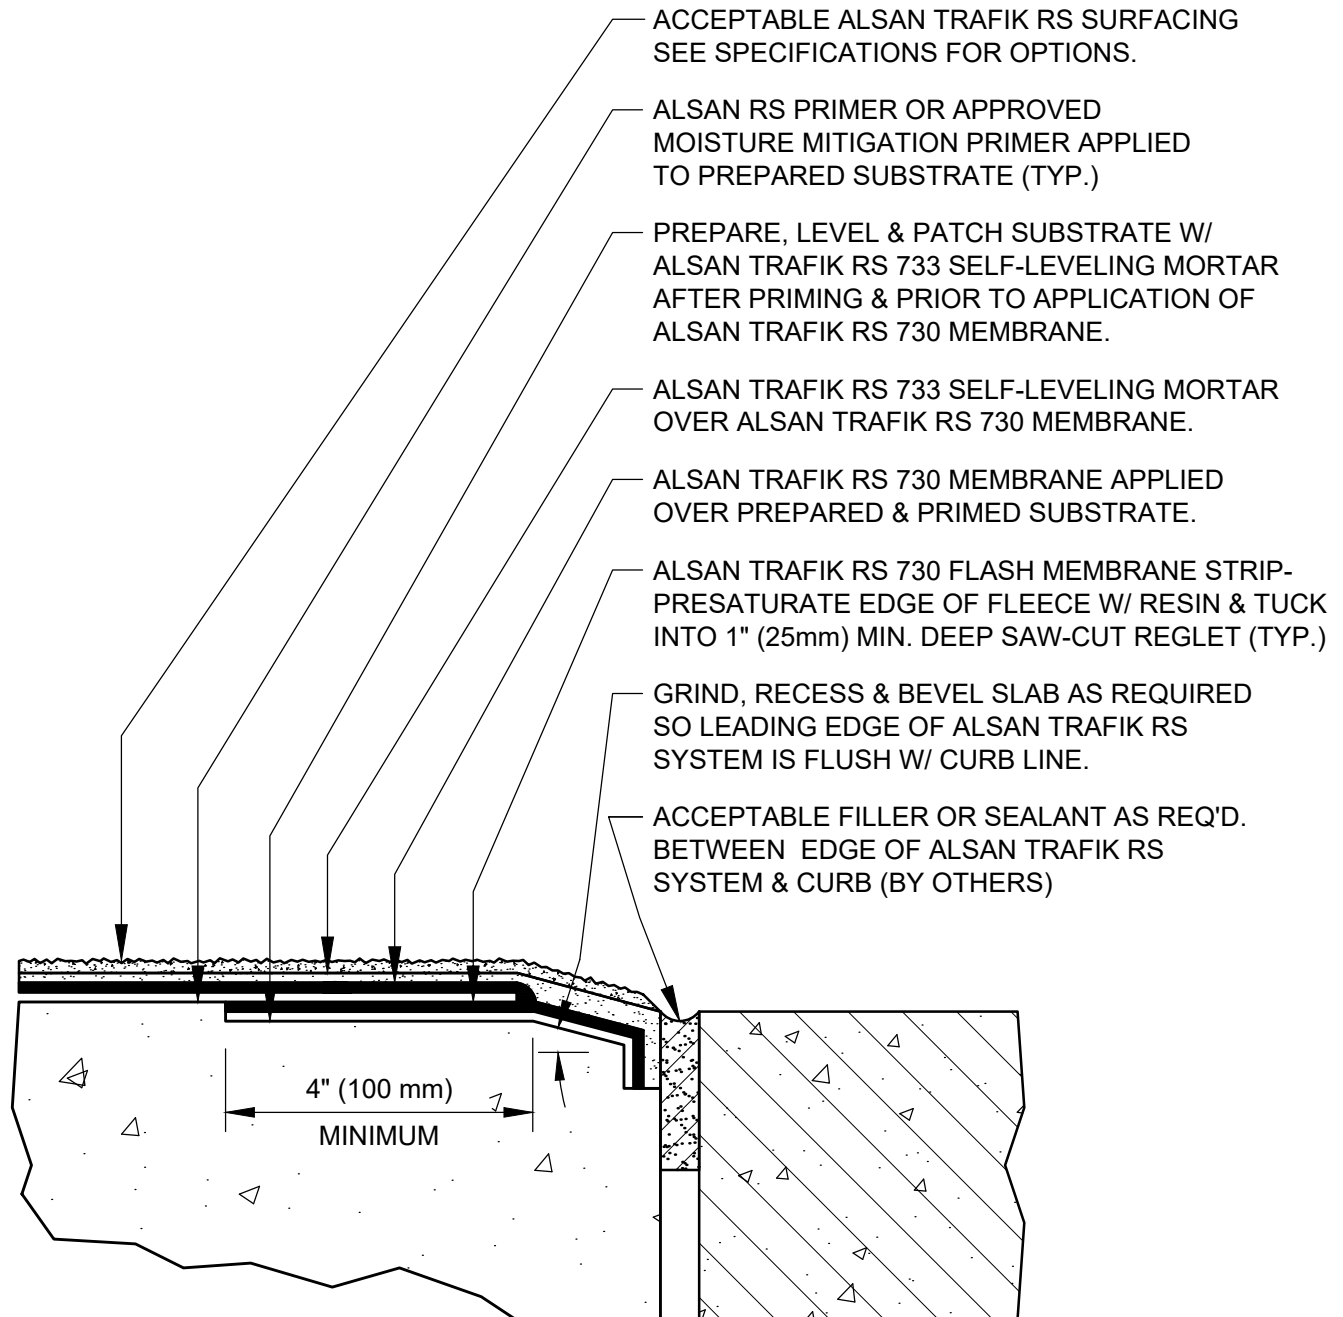 ACCEPTABLE ALSAN TRAFIK RS SURFACING
SEE SPECIFICATIONS FOR OPTIONS.
ALSAN RS PRIMER OR APPROVED
MOISTURE MITIGATION PRIMER APPLIED
TO PREPARED SUBSTRATE (TYP.)
PREPARE, LEVEL & PATCH SUBSTRATE W/
ALSAN TRAFIK RS 733 SELF-LEVELING MORTAR
AFTER PRIMING & PRIOR TO APPLICATION OF
ALSAN TRAFIK RS 730 MEMBRANE.
ALSAN TRAFIK RS 733 SELF-LEVELING MORTAR
OVER ALSAN TRAFIK RS 730 MEMBRANE.
ALSAN TRAFIK RS 730 MEMBRANE APPLIED
OVER PREPARED & PRIMED SUBSTRATE.
ALSAN TRAFIK RS 730 FLASH MEMBRANE STRIP-
PRESATURATE EDGE OF FLEECE W/ RESIN & TUCK
INTO 1" (25mm) MIN. DEEP SAW-CUT REGLET (TYP.)
GRIND, RECESS & BEVEL SLAB AS REQUIRED
SO LEADING EDGE OF ALSAN TRAFIK RS
SYSTEM IS FLUSH W/ CURB LINE.
ACCEPTABLE FILLER OR SEALANT AS REQ'D.
BETWEEN EDGE OF ALSAN TRAFIK RS
SYSTEM & CURB (BY OTHERS)
4" (100 mm)
MINIMUM